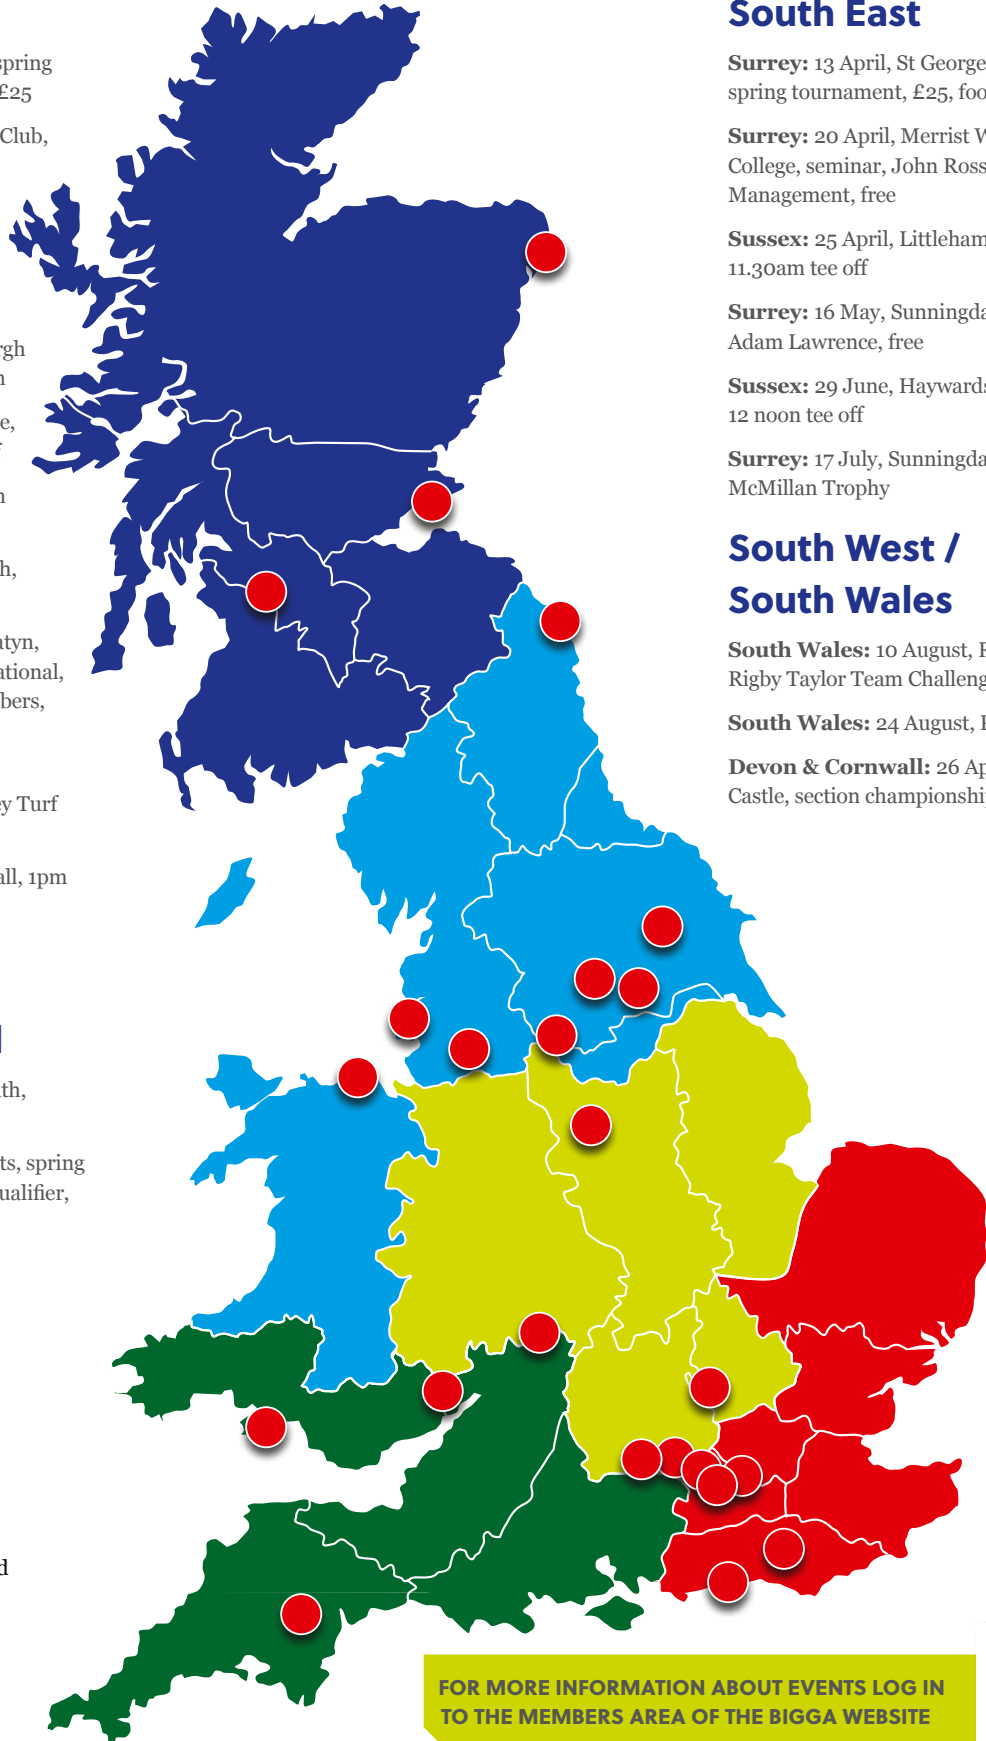 spring
£25
Club,
rgh
n
e,
n
h,
atyn,
ational,
bers,
ey Turf
all, 1pm
th,
ts, spring
ualifier,
d
South East
Surrey: 13 April, St George
spring tournament, £25, foo
Surrey: 20 April, Merrist W
College, seminar, John Ross
Management, free
Sussex: 25 April, Littleham
11.30am tee off
Surrey: 16 May, Sunningda
Adam Lawrence, free
Sussex: 29 June, Haywards
12 noon tee off
Surrey: 17 July, Sunningda
McMillan Trophy
South West /
South Wales
South Wales: 10 August, R
Rigby Taylor Team Challeng
South Wales: 24 August,
Devon & Cornwall: 26 Ap
Castle, section championshi
FOR MORE INFORMATION ABOUT EVENTS LOG IN
TO THE MEMBERS AREA OF THE BIGGA WEBSITE